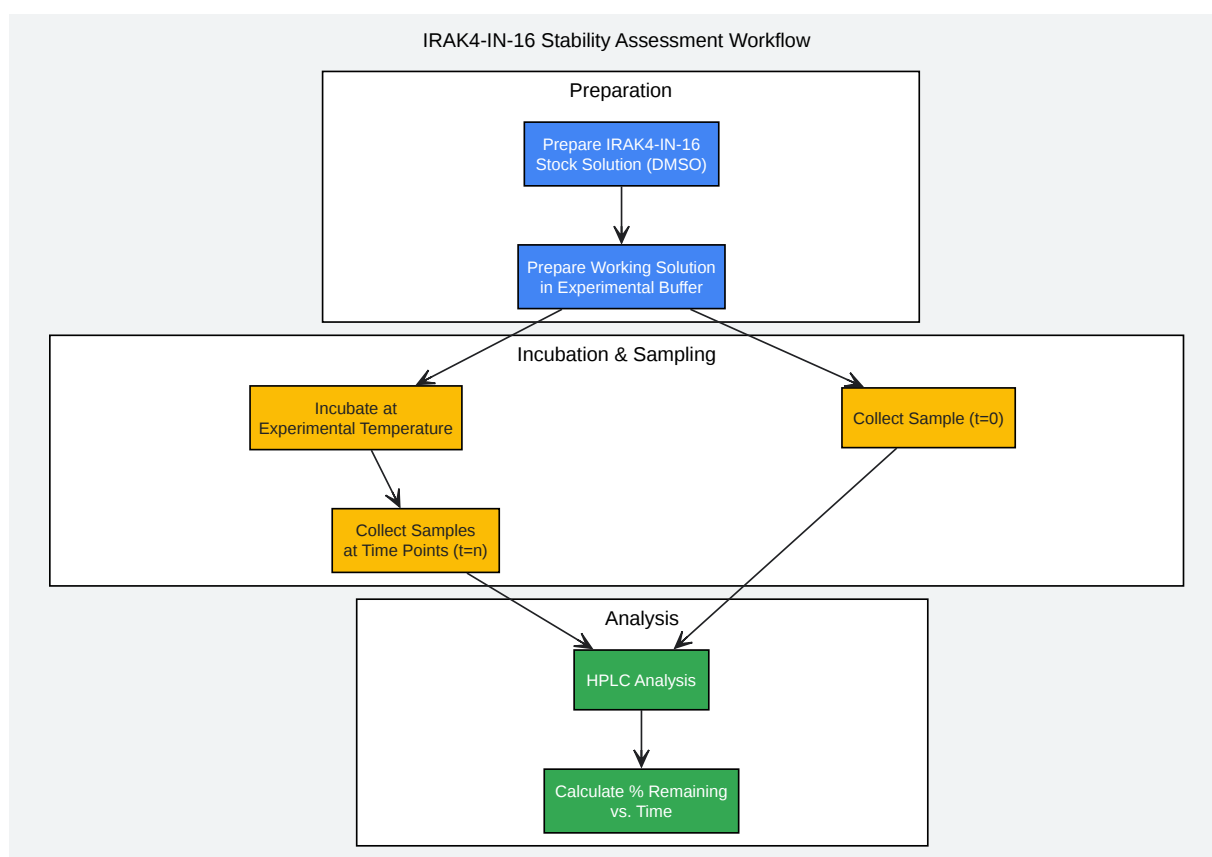 IRAK4-IN-16 Stability Assessment Workflow
Preparation
Prepare IRAK4-IN-16
Stock Solution (DMSO)
Prepare Working Solution
in Experimental Buffer
Incubation & Sampling
Incubate at
Experimental Temperature
Collect Sample (t=0)
Collect Samples
at Time Points (t=n)
Analysis
HPLC Analysis
Calculate % Remaining
vs. Time